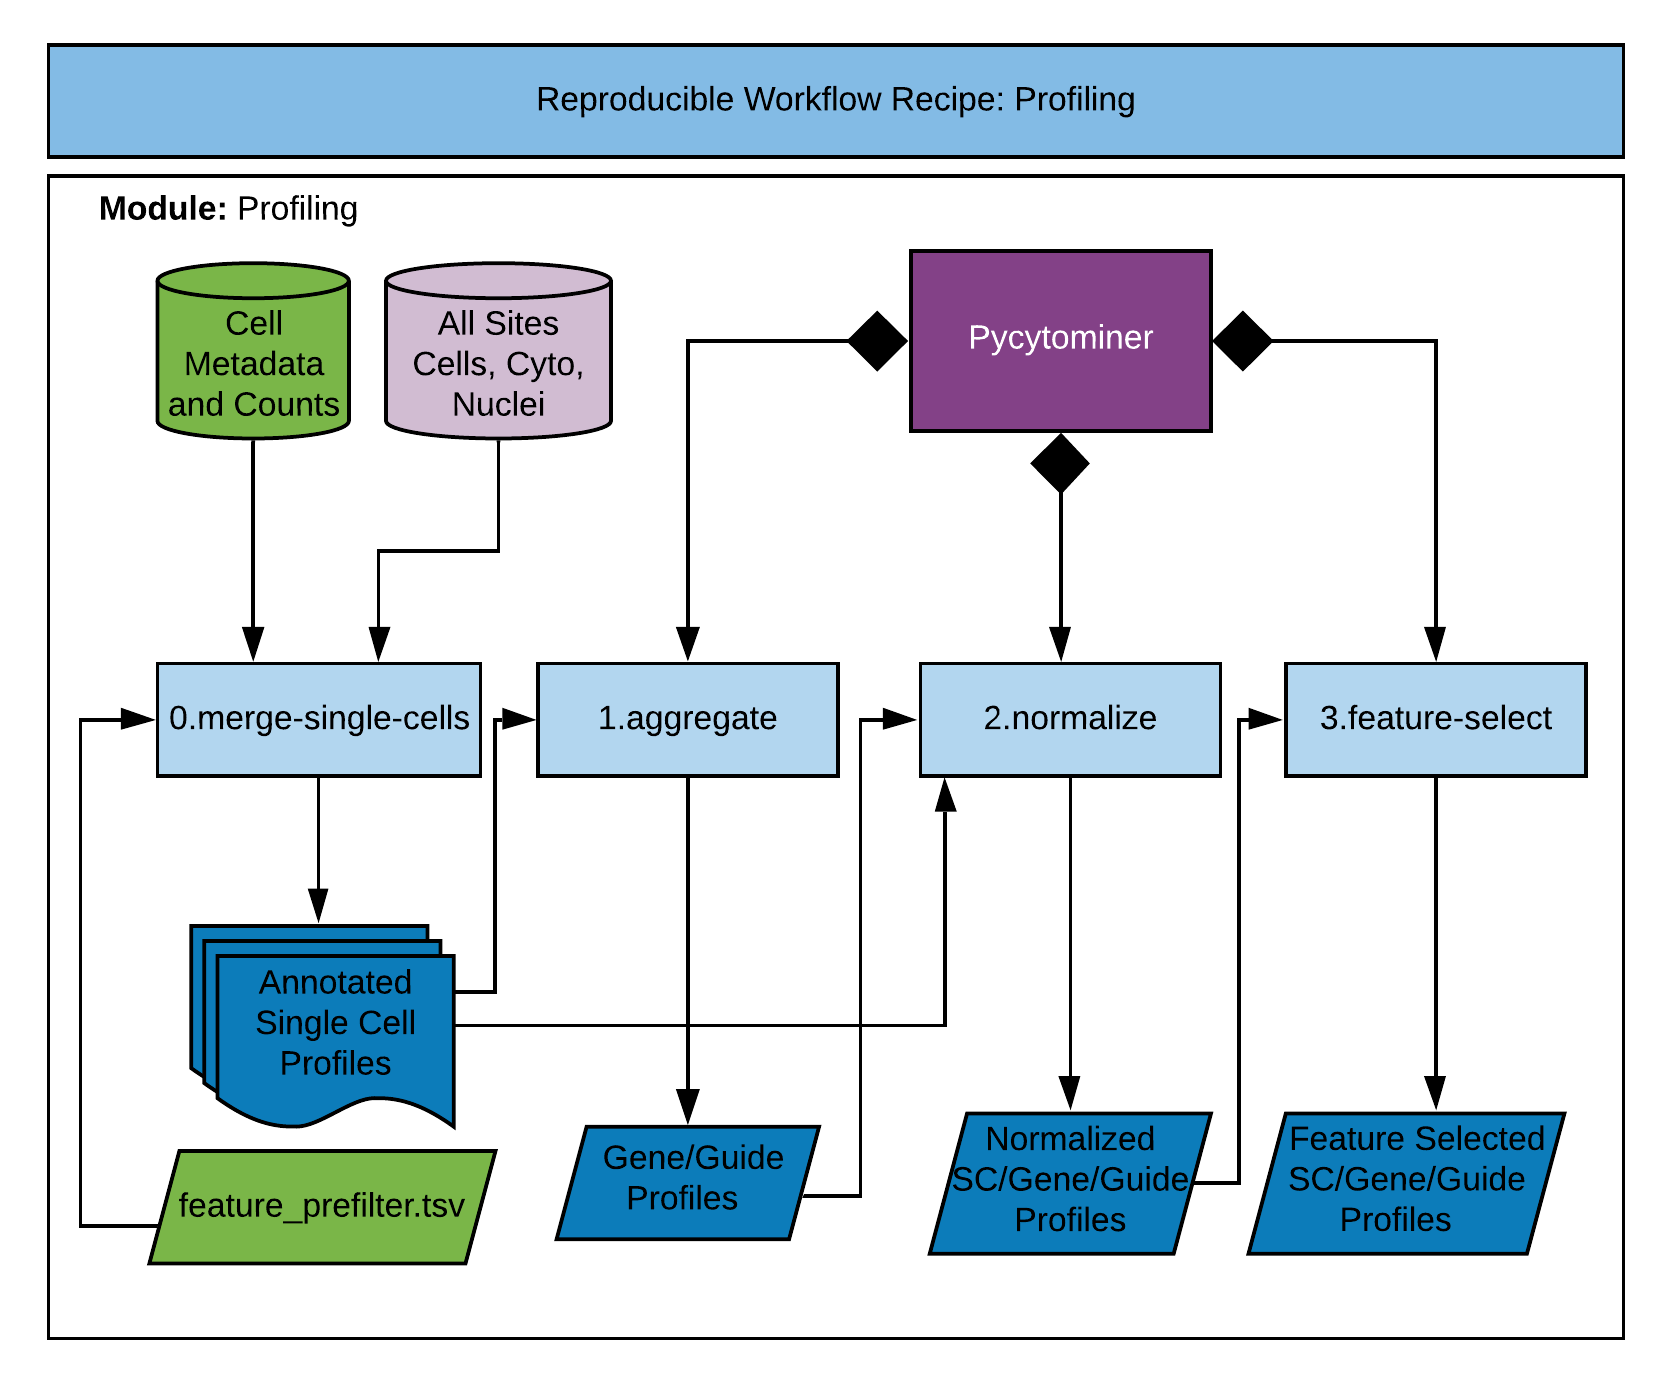 Reproducible Workflow Recipe: Profiling
Module: Profiling
Cell
Metadata
and Counts
All Sites
Cells, Cyto,
Nuclei
Pycytominer
0.merge-single-cells
1.aggregate
2.normalize
3.feature-select
Annotated
Single Cell
Profiles
feature_prefilter.tsv
Gene/Guide
Profiles
Normalized
SC/Gene/Guide
Profiles
Feature Selected
SC/Gene/Guide
Profiles